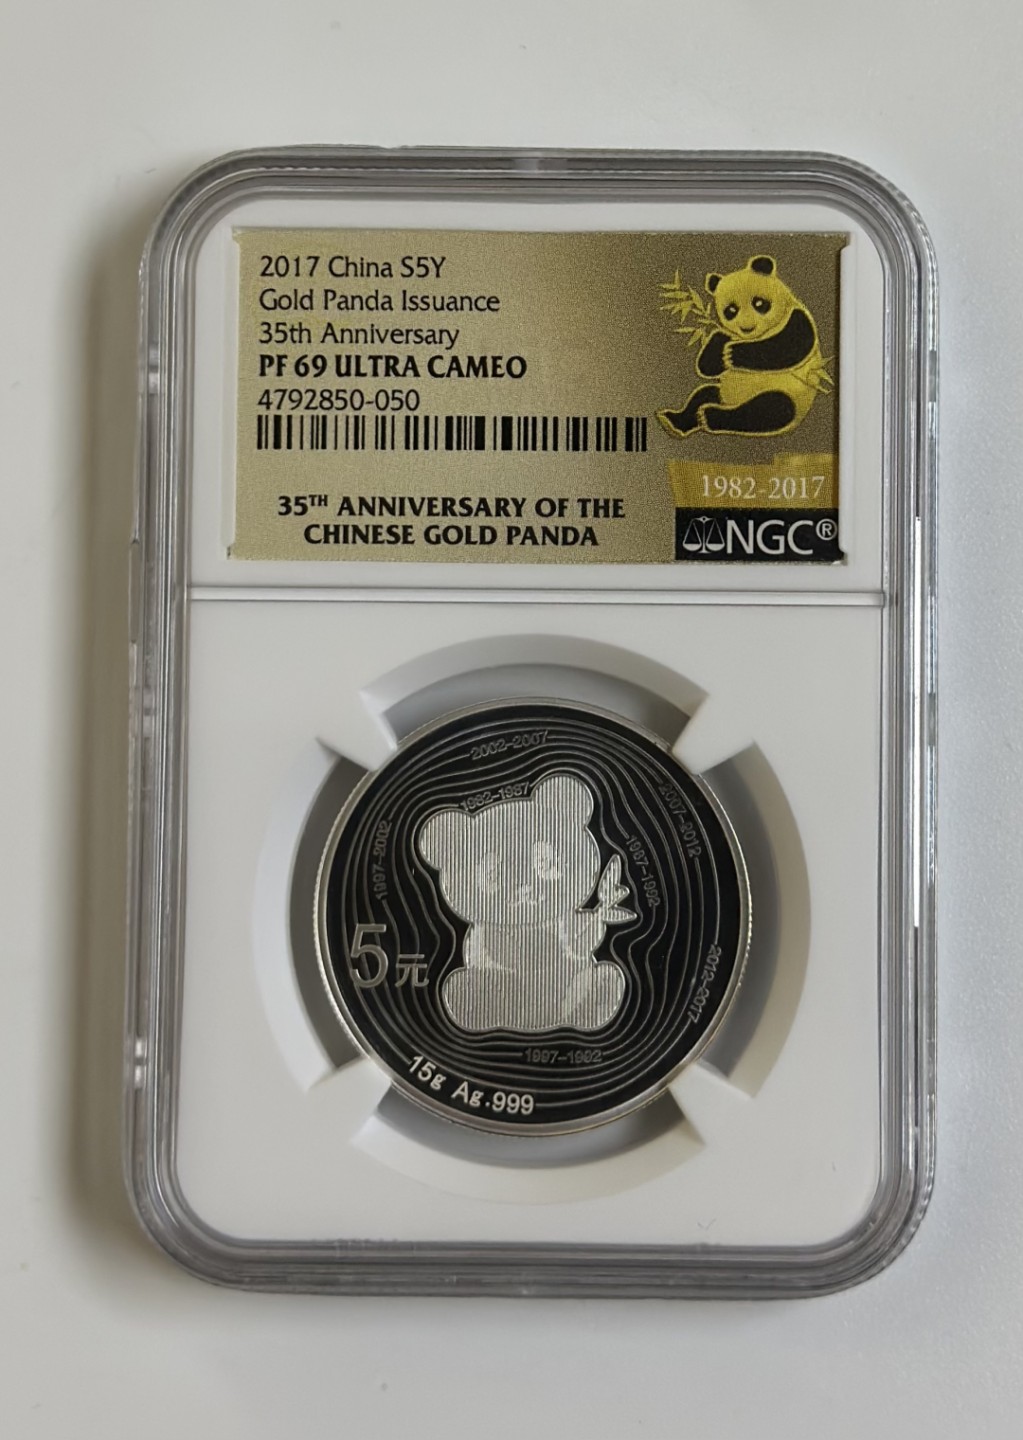 2017 China S5Y
Gold Panda Issuance
35th Anniversary
PF 69 ULTRA CAMEO
4792850-050
35TH ANNIVERSARY OF THE
CHINESE GOLD PANDA
1982-2017
NGC®
2002-2007
1982-1987
2007-2012
1997-2002
1987-1992
5元
2012-2017
1997-1992
15g Ag.999